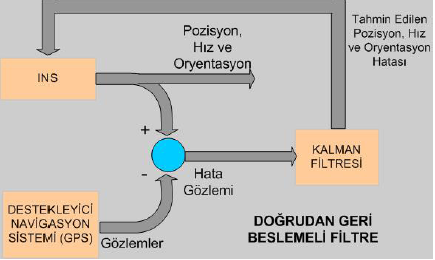 Pozisyon,
Hız ve
Oryentasyon
Tahmin Edilen
Pozisyon, Hız
ve Oryentasyon
Hatası
INS
+
-
Hata
Gözlemi
KALMAN
FİLTRESİ
DESTEKLEYİCİ
NAVİGASYON
SİSTEMİ (GPS)
Gözlemler
DOĞRUDAN GERİ
BESLEMELİ FİLTRE